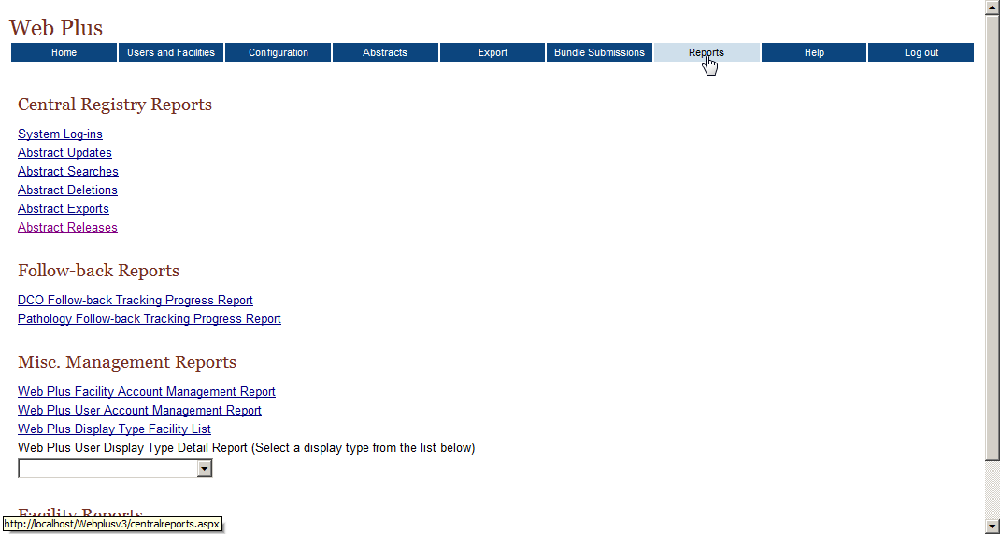 Web Plus
Home Users and Facilities Configuration Abstracts Export Bundle Submissions Reports Help Log out
Central Registry Reports
System Log-ins
Abstract Updates
Abstract Searches
Abstract Deletions
Abstract Exports
Abstract Releases
Follow-back Reports
DCO Follow-back Tracking Progress Report
Pathology Follow-back Tracking Progress Report
Misc. Management Reports
Web Plus Facility Account Management Report
Web Plus User Account Management Report
Web Plus Display Type Facility List
Web Plus User Display Type Detail Report (Select a display type from the list below)
Facility Reports
http://localhost/Webplusv3/centralreports.aspx